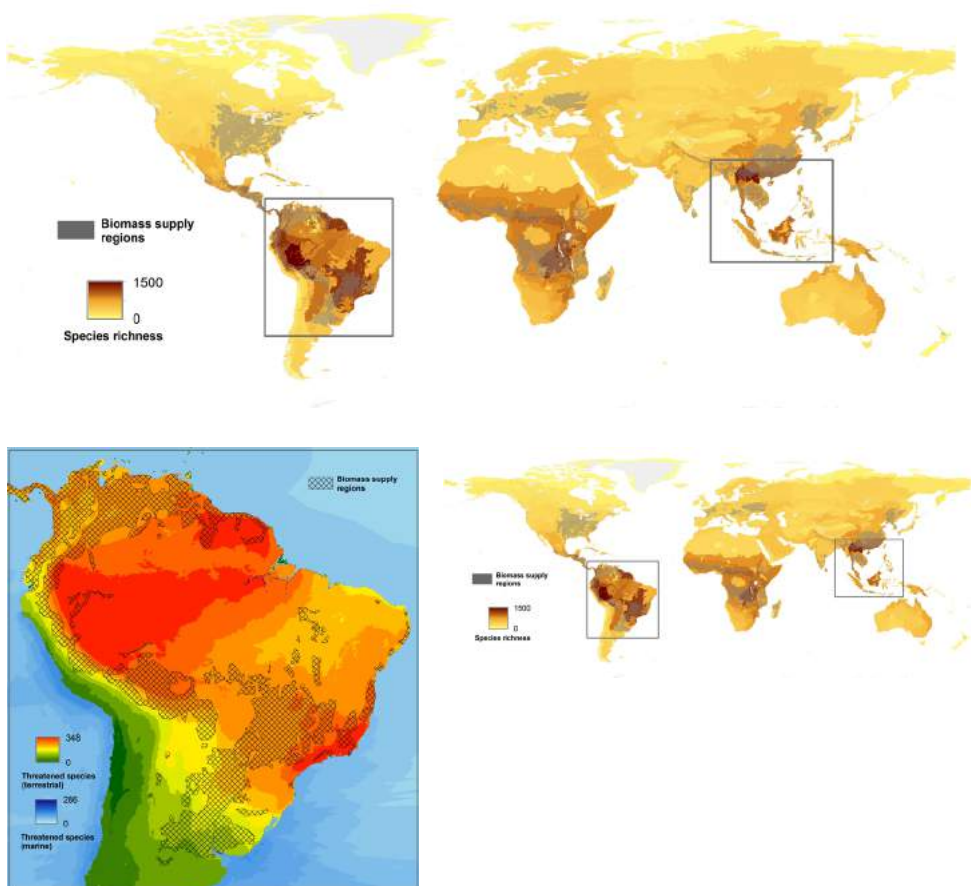 Biomass supply
regions
1500
0
Species richness
Biomass supply
regions
348
0
Threatened species
(terrestrial)
286
0
Threatened species
(marine)
Biomass supply
regions
1500
0
Species richness